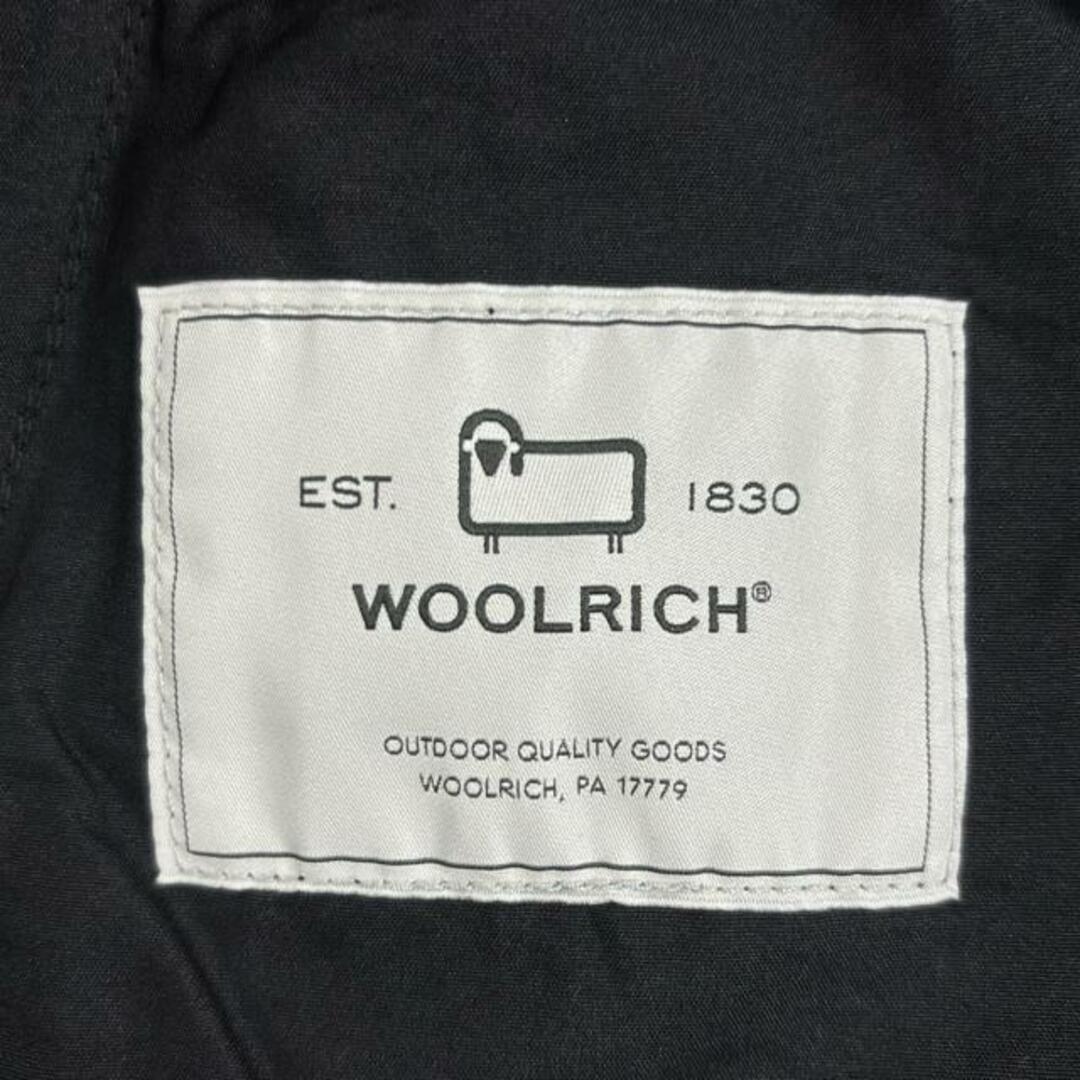 EST. 1830
WOOLRICH®
OUTDOOR QUALITY GOODS
WOOLRICH, PA 17779